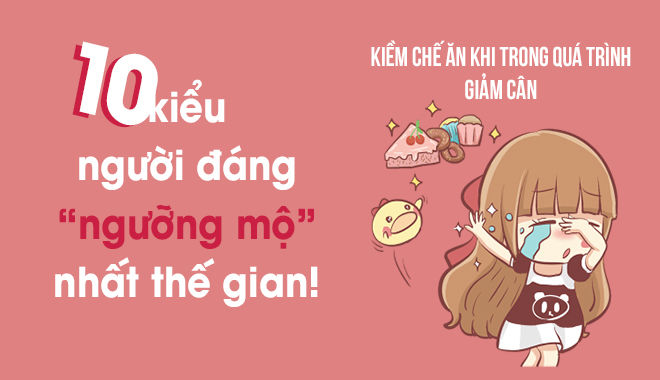 10 kiểu
người đáng
“ngưỡng mộ”
nhất thế gian!
KIỀM CHẾ ĂN KHI TRONG QUÁ TRÌNH
GIẢM CÂN